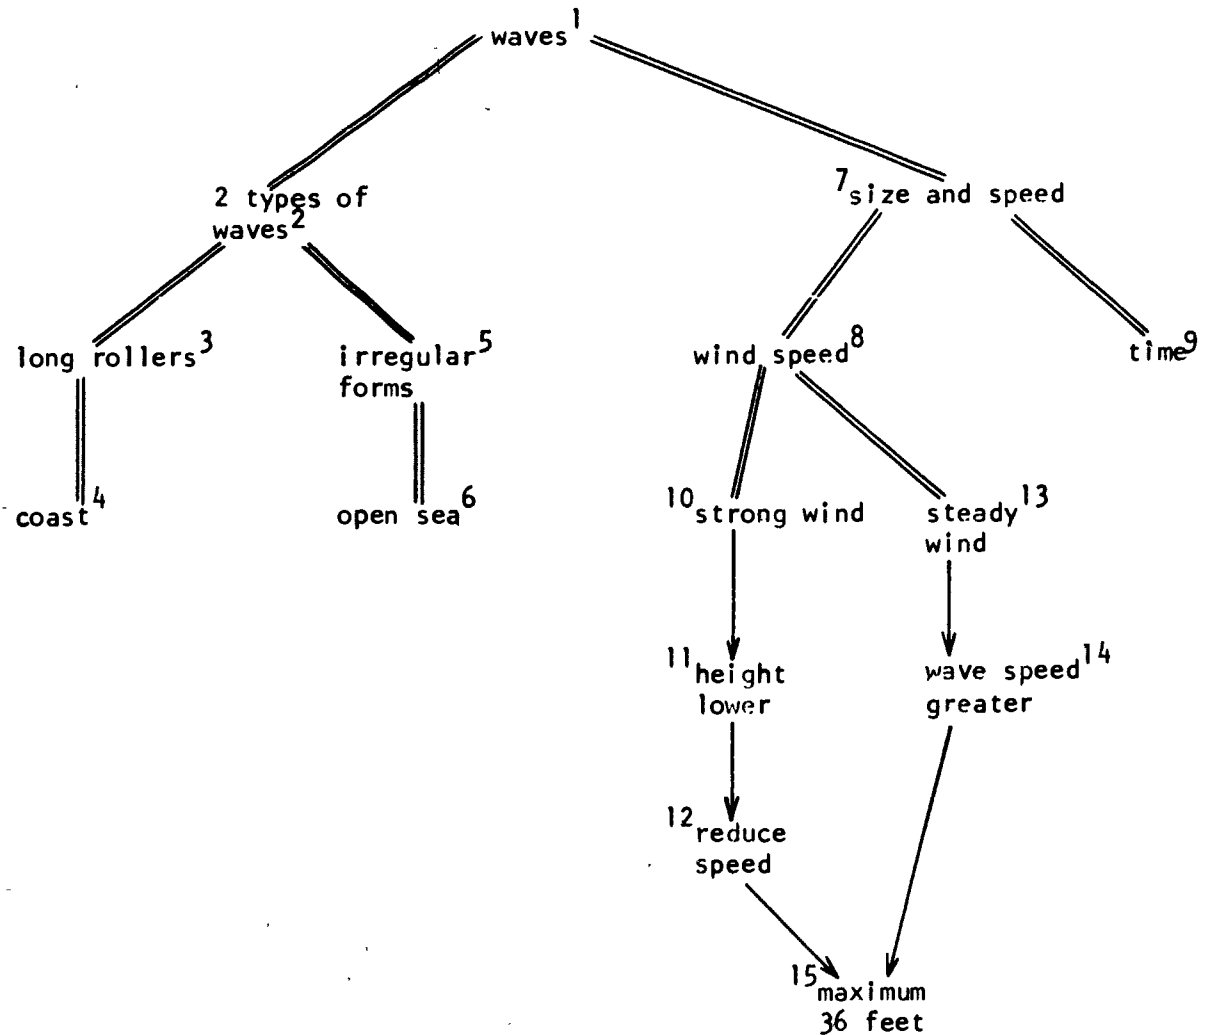 waves1
2 types of
waves2
7size and speed
long rollers3
irregular5
forms
wind speed8
time9
coast4
open sea6
10strong wind
steady13
wind
11height
lower
wave speed14
greater
12reduce
speed
15maximum
36 feet